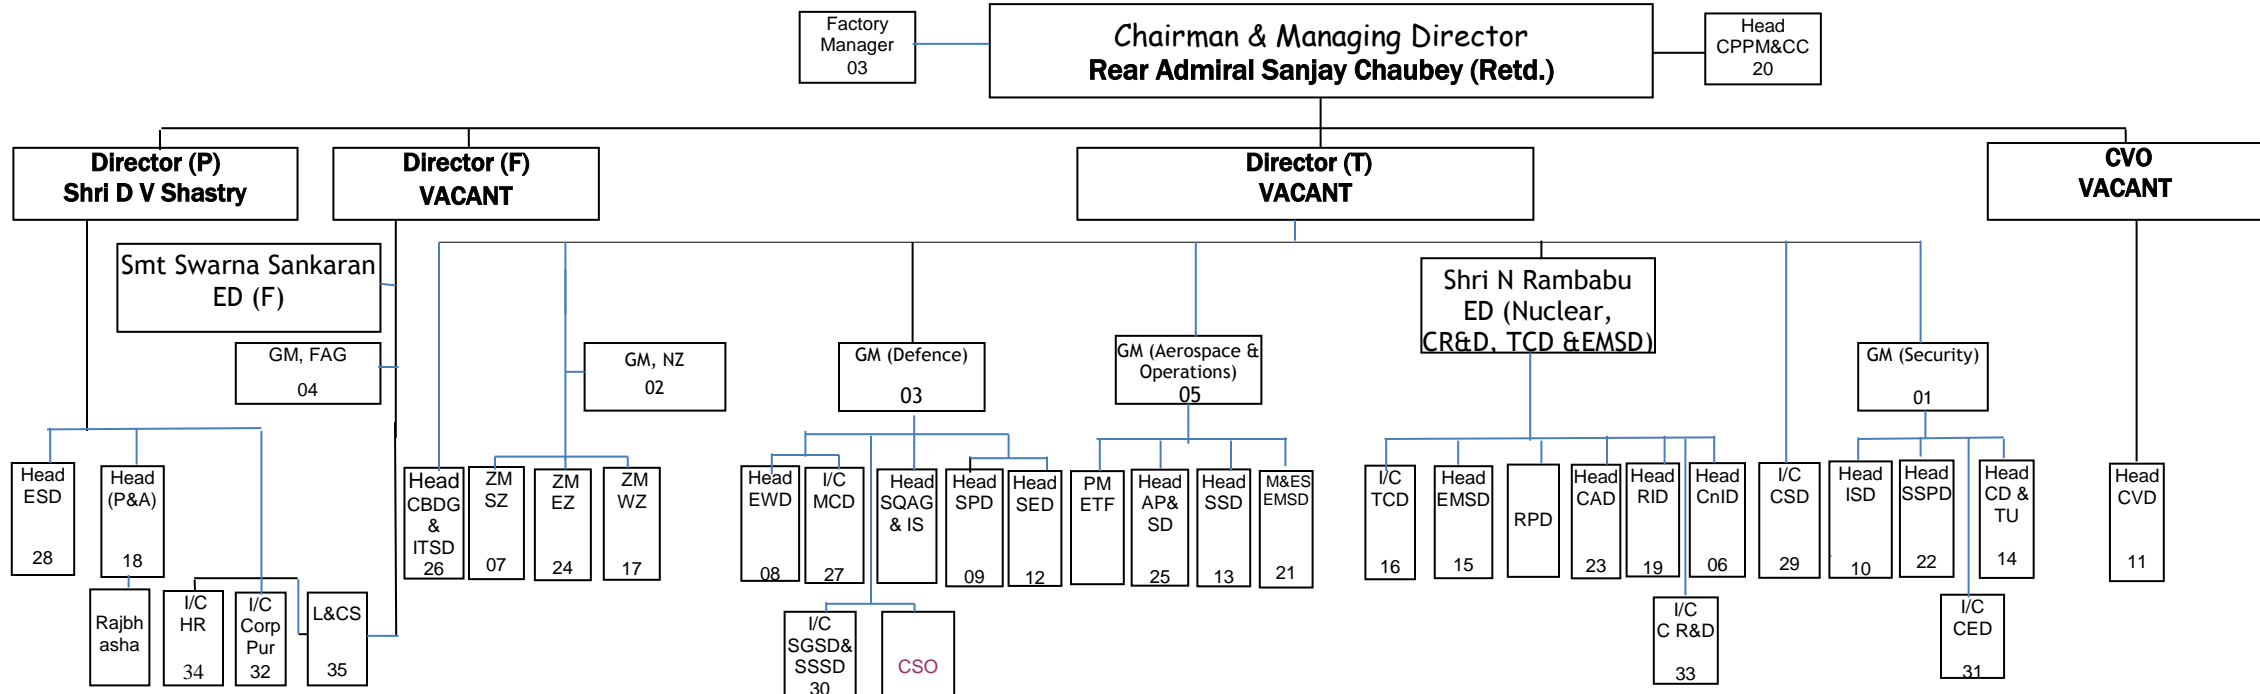 Factory
Manager
03
Chairman & Managing Director
Rear Admiral Sanjay Chaubey (Retd.)
Head
CPPM&CC
20
Director (P)
Shri D V Shastry
Director (F)
VACANT
Director (T)
VACANT
CVO
VACANT
Smt Swarna Sankaran
ED (F)
GM, FAG
04
GM, NZ
02
GM (Defence)
03
GM (Aerospace &
Operations)
05
Shri N Rambabu
ED (Nuclear,
CR&D, TCD &EMSD)
GM (Security)
01
Head
ESD
28
Head
(P&A)
18
Head
CBDG
&
ITSD
26
ZM
SZ
07
ZM
EZ
24
ZM
WZ
17
Head
EWD
08
I/C
MCD
27
Head
SQAG
& IS
Head
SPD
09
Head
SED
12
PM
ETF
Head
AP&
SD
25
Head
SSD
13
M&ES
EMSD
21
I/C
TCD
16
Head
EMSD
15
RPD
Head
CAD
23
Head
RID
19
Head
CnID
06
I/C
CSD
29
Head
ISD
10
Head
SSPD
22
Head
CD &
TU
14
Head
CVD
11
Rajbh
asha
I/C
HR
34
I/C
Corp
Pur
32
L&CS
35
I/C
SGSD&
SSSD
30
CSO
I/C
C R&D
33
I/C
CED
31